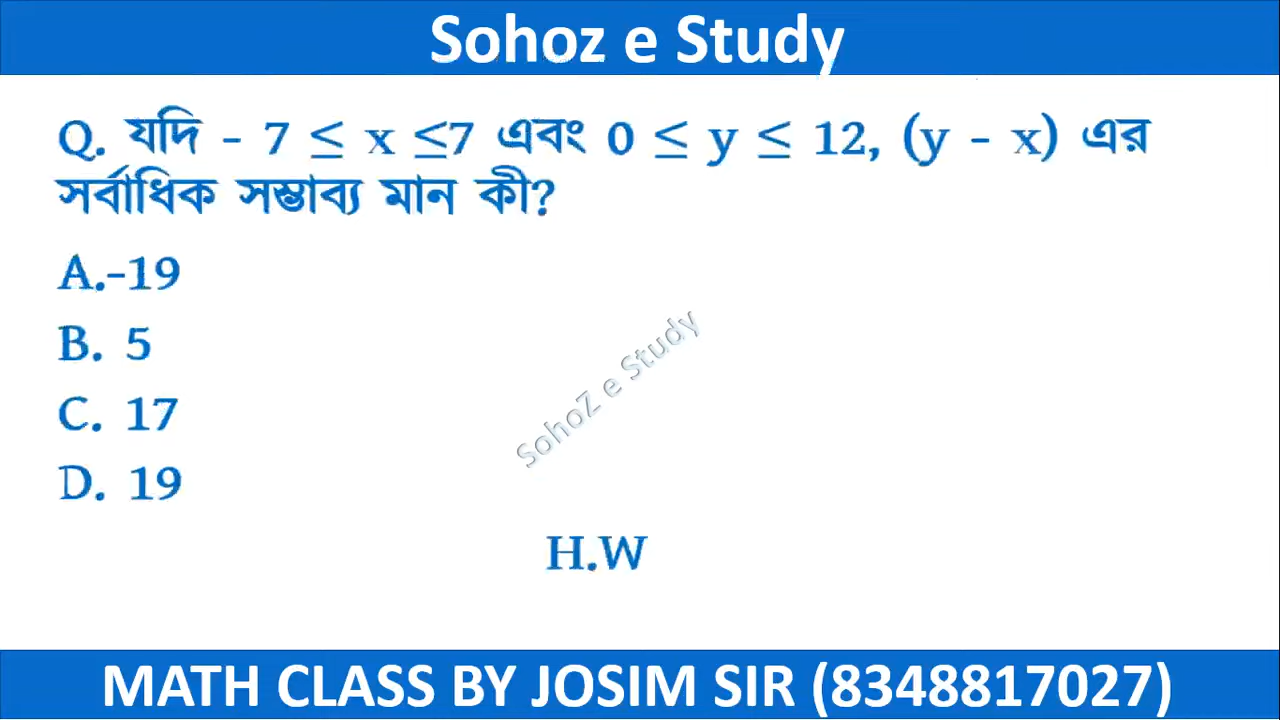 Sohoz e Study
Q. যদি - 7 ≤ x ≤7 এবং 0 ≤ y ≤ 12, (y - x) এর
সর্বাধিক সম্ভাব্য মান কী?
A.-19
B. 5
C. 17
D. 19
SohoZ e Study
H.W
MATH CLASS BY JOSIM SIR (8348817027)